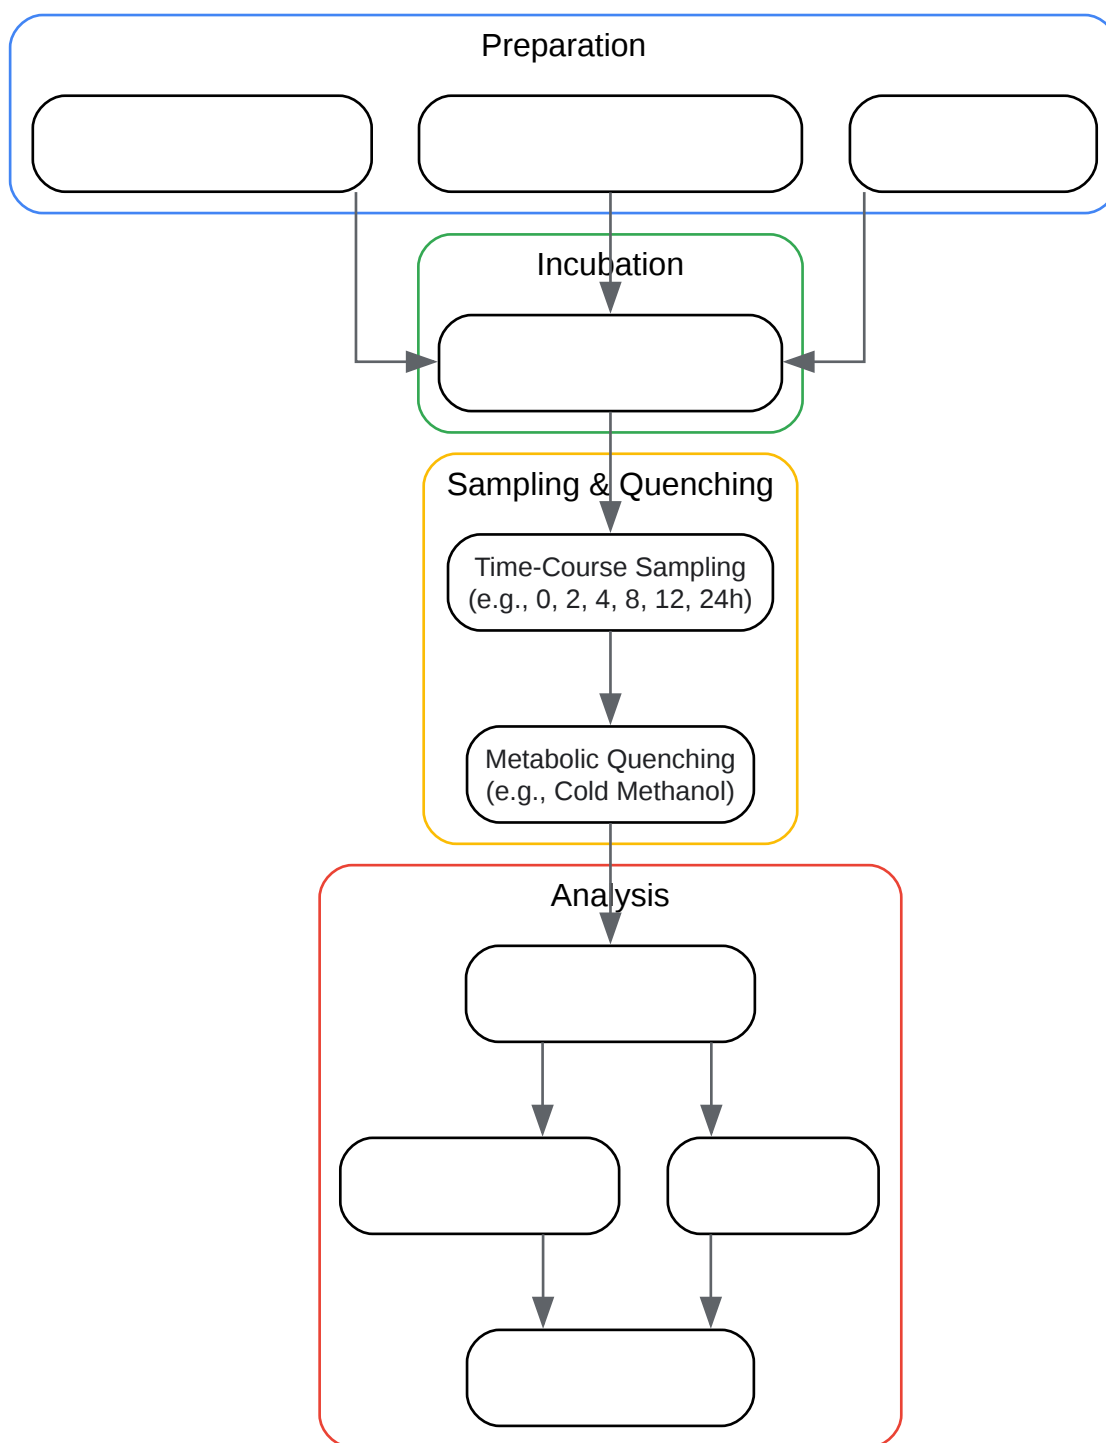 Preparation
Incubation
Sampling & Quenching
Time-Course Sampling
(e.g., 0, 2, 4, 8, 12, 24h)
Metabolic Quenching
(e.g., Cold Methanol)
Analysis